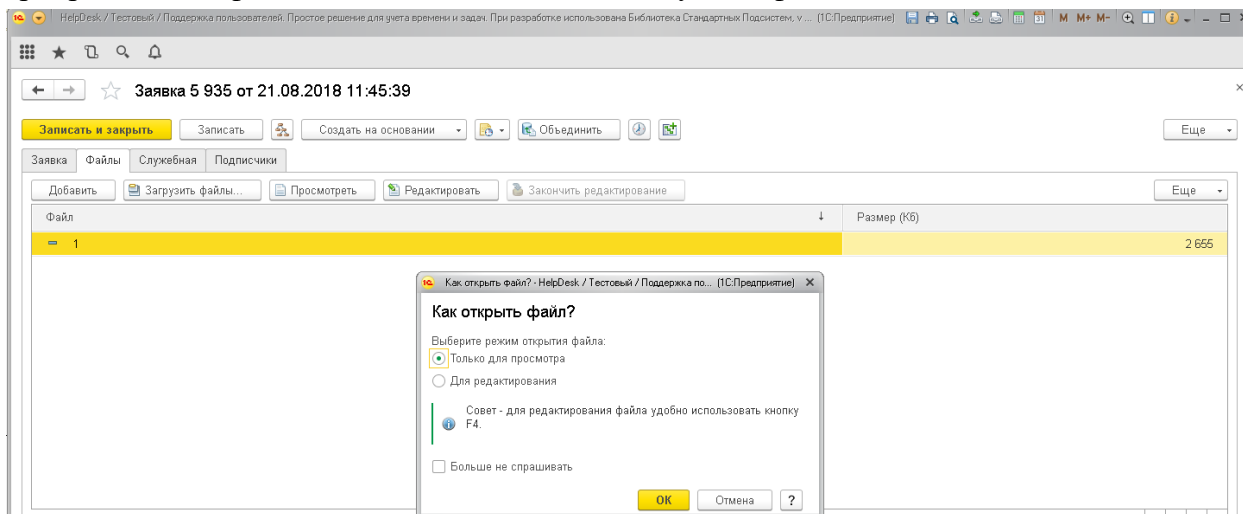 HelpDesk / Тестовый / Поддержка пользователей. Простое решение для учета времени и задач. При разработке использована Библиотека Стандартных Подсистем, v ... (1С:Предприятие) M M+ M-
Заявка 5 935 от 21.08.2018 11:45:39
Записать и закрыть Записать Создать на основании Объединить Еще
Заявка Файлы Служебная Подписчики
Добавить Загрузить файлы... Просмотреть Редактировать Закончить редактирование Еще
Файл ↓ Размер (Кб)
1 2 655
Как открыть файл? - HelpDesk / Тестовый / Поддержка по... (1С:Предприятие)
Как открыть файл?
Выберите режим открытия файла:
Только для просмотра
Для редактирования
Совет - для редактирования файла удобно использовать кнопку
F4.
Больше не спрашивать
ОК Отмена ?